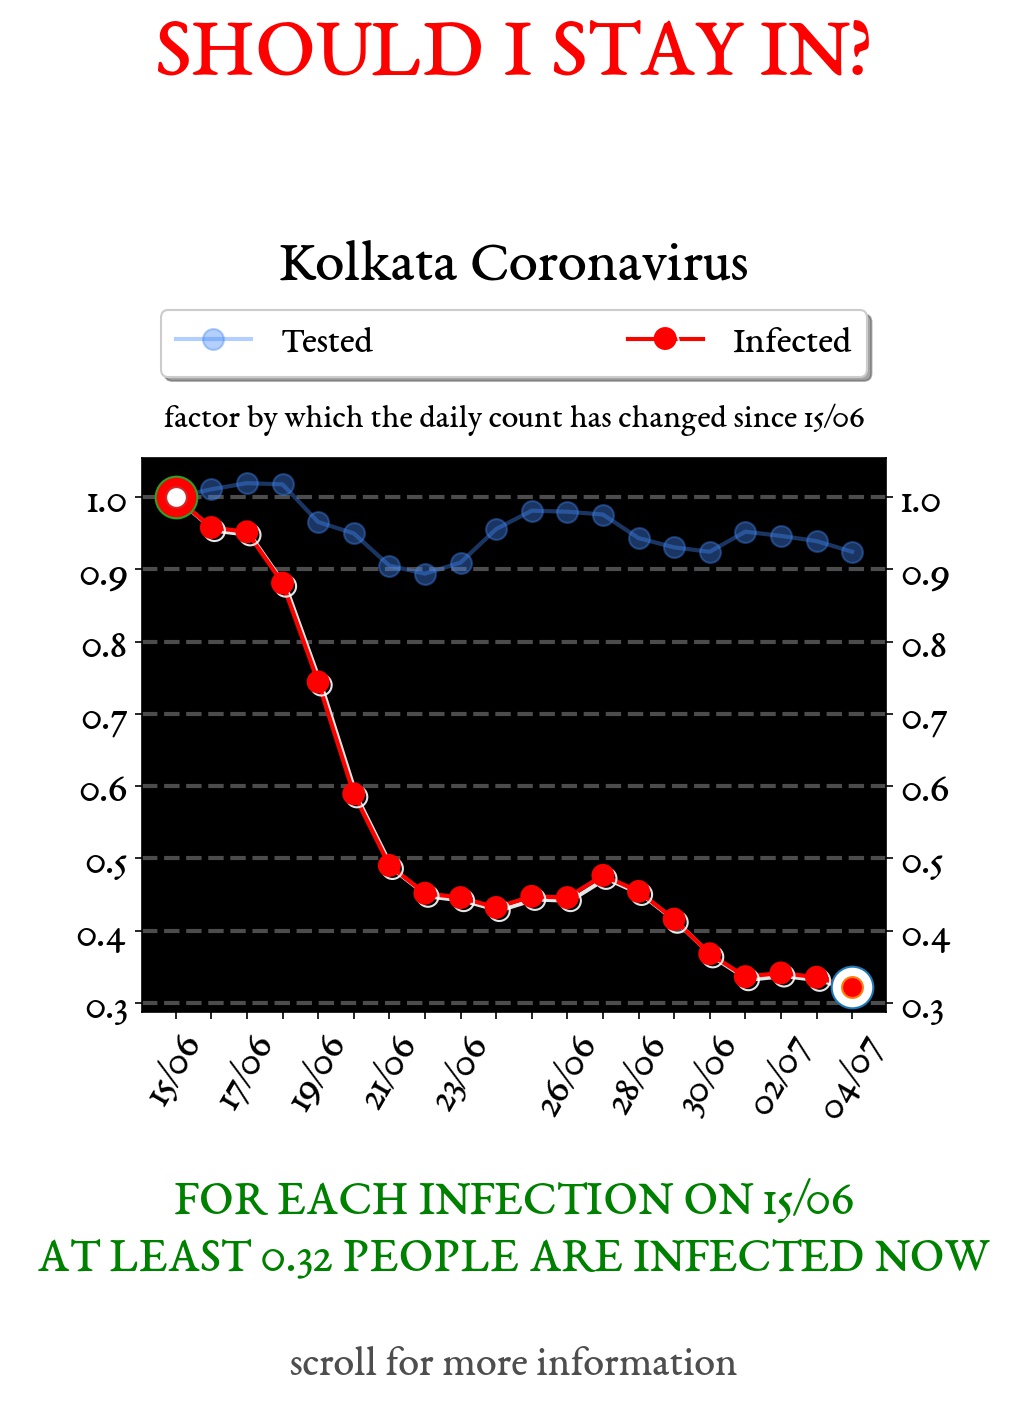 SHOULD I STAY IN?
Kolkata Coronavirus
Tested Infected
factor by which the daily count has changed since 15/06
1.0 1.0
0.9 0.9
0.8 0.8
0.7 0.7
0.6 0.6
0.5 0.5
0.4 0.4
0.3 0.3
15/06 17/06 19/06 21/06 23/06 26/06 28/06 30/06 02/07 04/07
FOR EACH INFECTION ON 15/06
AT LEAST 0.32 PEOPLE ARE INFECTED NOW
scroll for more information